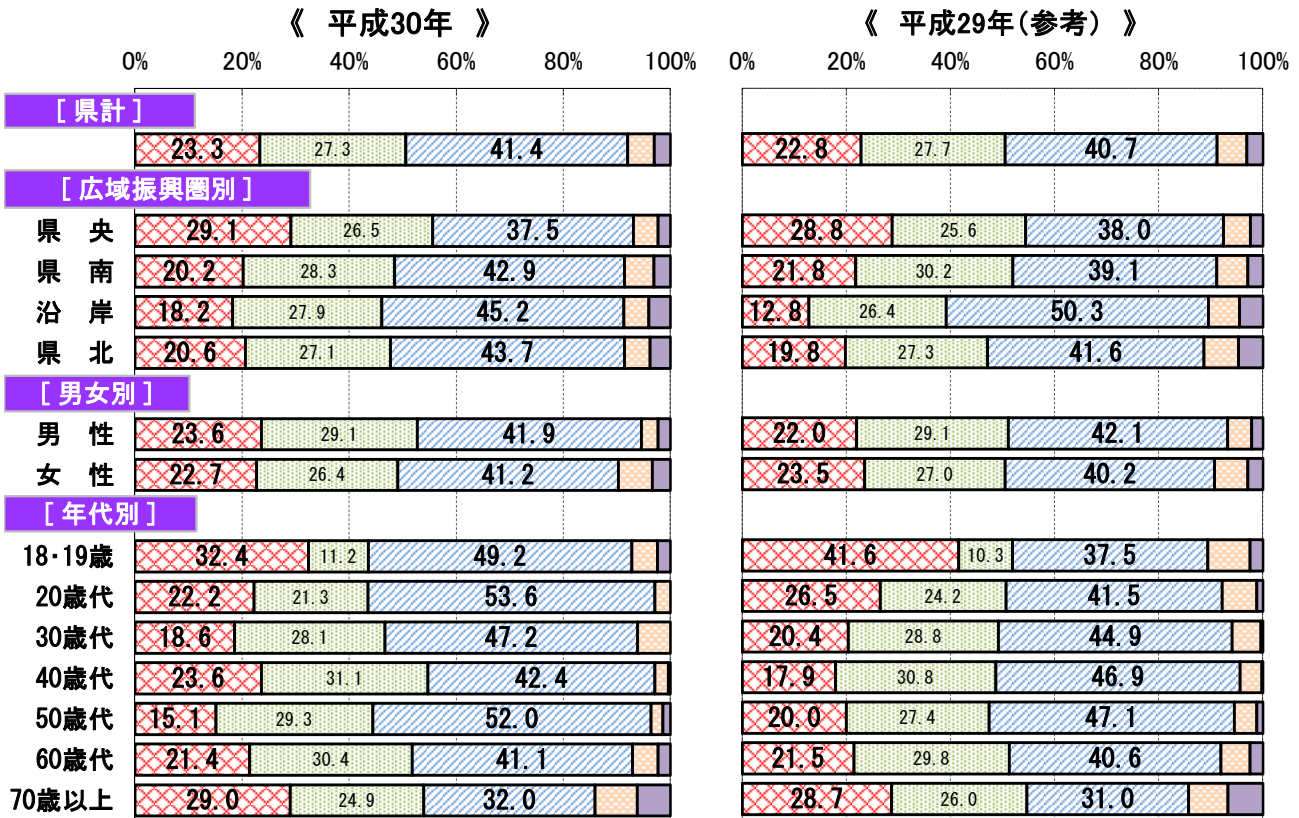 《 平成30年 》 《 平成29年（参考） 》
0% 20% 40% 60% 80% 100% 0% 20% 40% 60% 80% 100%
[ 県計 ]
23.3 27.3 41.4 22.8 27.7 40.7
[ 広域振興圏別 ]
県 央 29.1 26.5 37.5 28.8 25.6 38.0
県 南 20.2 28.3 42.9 21.8 30.2 39.1
沿 岸 18.2 27.9 45.2 12.8 26.4 50.3
県 北 20.6 27.1 43.7 19.8 27.3 41.6
[ 男女別 ]
男 性 23.6 29.1 41.9 22.0 29.1 42.1
女 性 22.7 26.4 41.2 23.5 27.0 40.2
[ 年代別 ]
18・19歳 32.4 11.2 49.2 41.6 10.3 37.5
20歳代 22.2 21.3 53.6 26.5 24.2 41.5
30歳代 18.6 28.1 47.2 20.4 28.8 44.9
40歳代 23.6 31.1 42.4 17.9 30.8 46.9
50歳代 15.1 29.3 52.0 20.0 27.4 47.1
60歳代 21.4 30.4 41.1 21.5 29.8 40.6
70歳以上 29.0 24.9 32.0 28.7 26.0 31.0